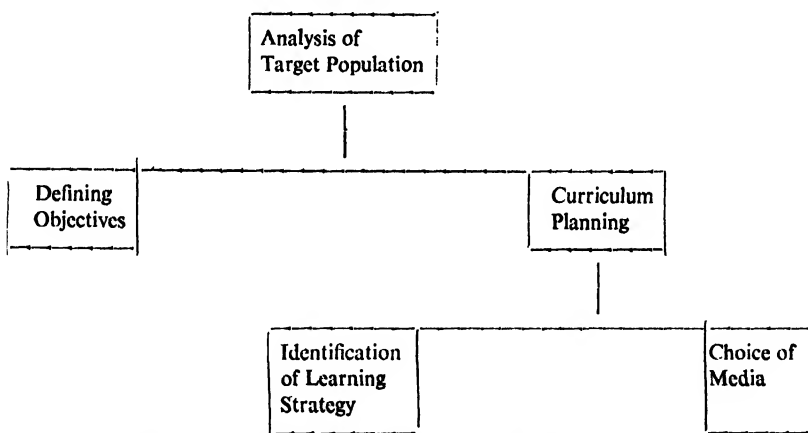 Analysis of
Target Population
Defining
Objectives
Curriculum
Planning
Identification
of Learning
Strategy
Choice of
Media